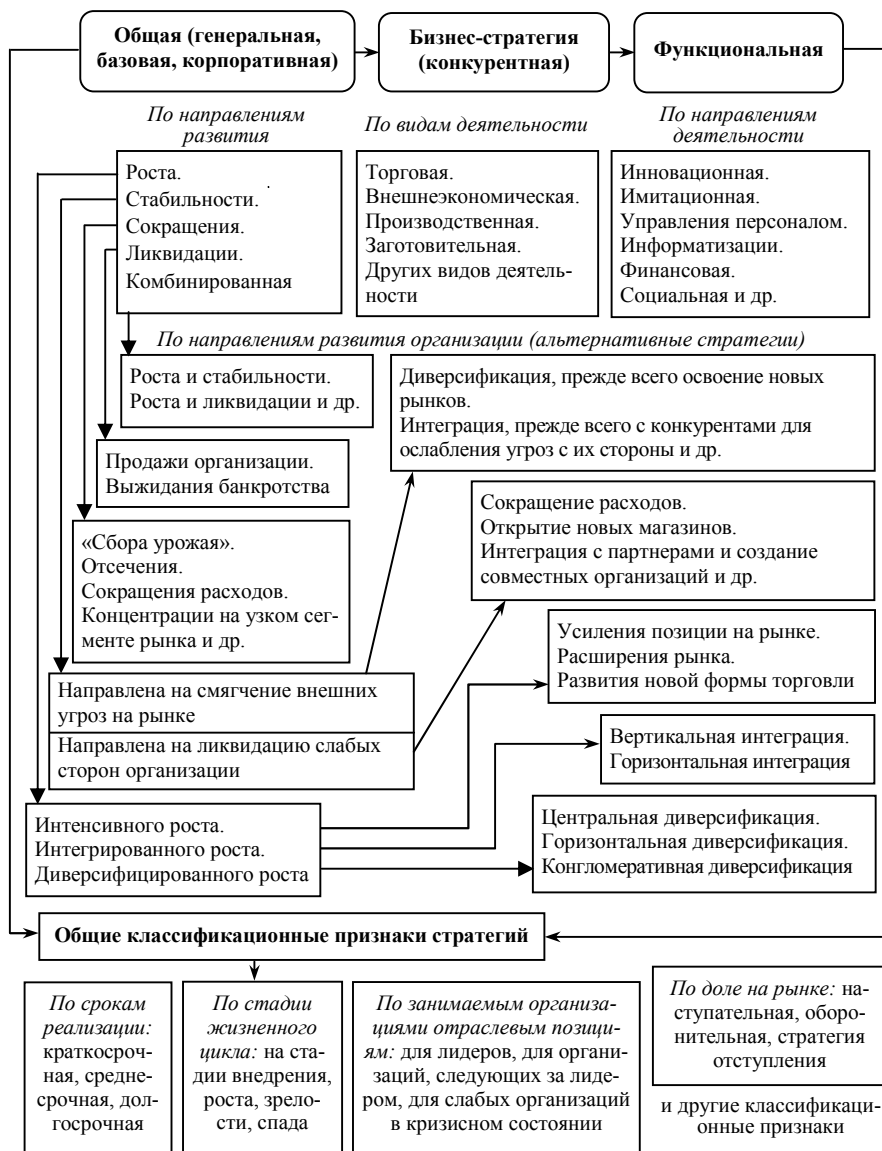 Общая (генеральная,
базовая, корпоративная)
Бизнес-стратегия
(конкурентная)
Функциональная
По направлениям
развития
По видам деятельности
По направлениям
деятельности
Роста.
Стабильности.
Сокращения.
Ликвидации.
Комбинированная
Торговая.
Внешнеэкономическая.
Производственная.
Заготовительная.
Других видов деятель-
ности
Инновационная.
Имитационная.
Управления персоналом.
Информатизации.
Финансовая.
Социальная и др.
По направлениям развития организации (альтернативные стратегии)
Роста и стабильности.
Роста и ликвидации и др.
Диверсификация, прежде всего освоение новых
рынков.
Интеграция, прежде всего с конкурентами для
ослабления угроз с их стороны и др.
Продажи организации.
Выжидания банкротства
Сокращение расходов.
Открытие новых магазинов.
Интеграция с партнерами и создание
совместных организаций и др.
«Сбора урожая».
Отсечения.
Сокращения расходов.
Концентрации на узком сег-
менте рынка и др.
Усиления позиции на рынке.
Расширения рынка.
Развития новой формы торговли
Направлена на смягчение внешних
угроз на рынке
Направлена на ликвидацию слабых
сторон организации
Вертикальная интеграция.
Горизонтальная интеграция
Интенсивного роста.
Интегрированного роста.
Диверсифицированного роста
Центральная диверсификация.
Горизонтальная диверсификация.
Конгломеративная диверсификация
Общие классификационные признаки стратегий
По срокам
реализации:
краткосроч-
ная, средне-
срочная, дол-
госрочная
По стадии
жизненного
цикла: на ста-
дии внедрения,
роста, зрело-
сти, спада
По занимаемым организа-
циями отраслевым позици-
ям: для лидеров, для органи-
заций, следующих за лиде-
ром, для слабых организаций
в кризисном состоянии
По доле на рынке: на-
ступательная, оборо-
нительная, стратегия
отступления
и другие классификаци-
онные признаки